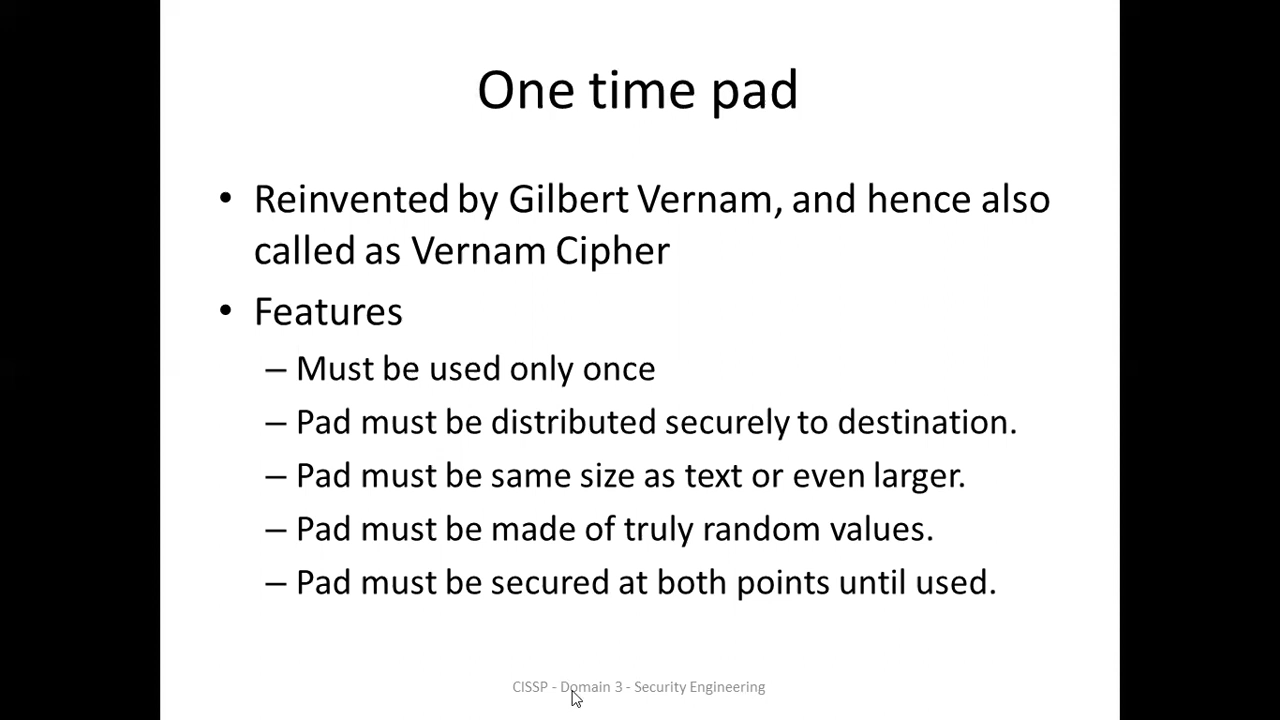 One time pad
• Reinvented by Gilbert Vernam, and hence also
called as Vernam Cipher
• Features
– Must be used only once
– Pad must be distributed securely to destination.
– Pad must be same size as text or even larger.
– Pad must be made of truly random values.
– Pad must be secured at both points until used.
CISSP - Domain 3 - Security Engineering